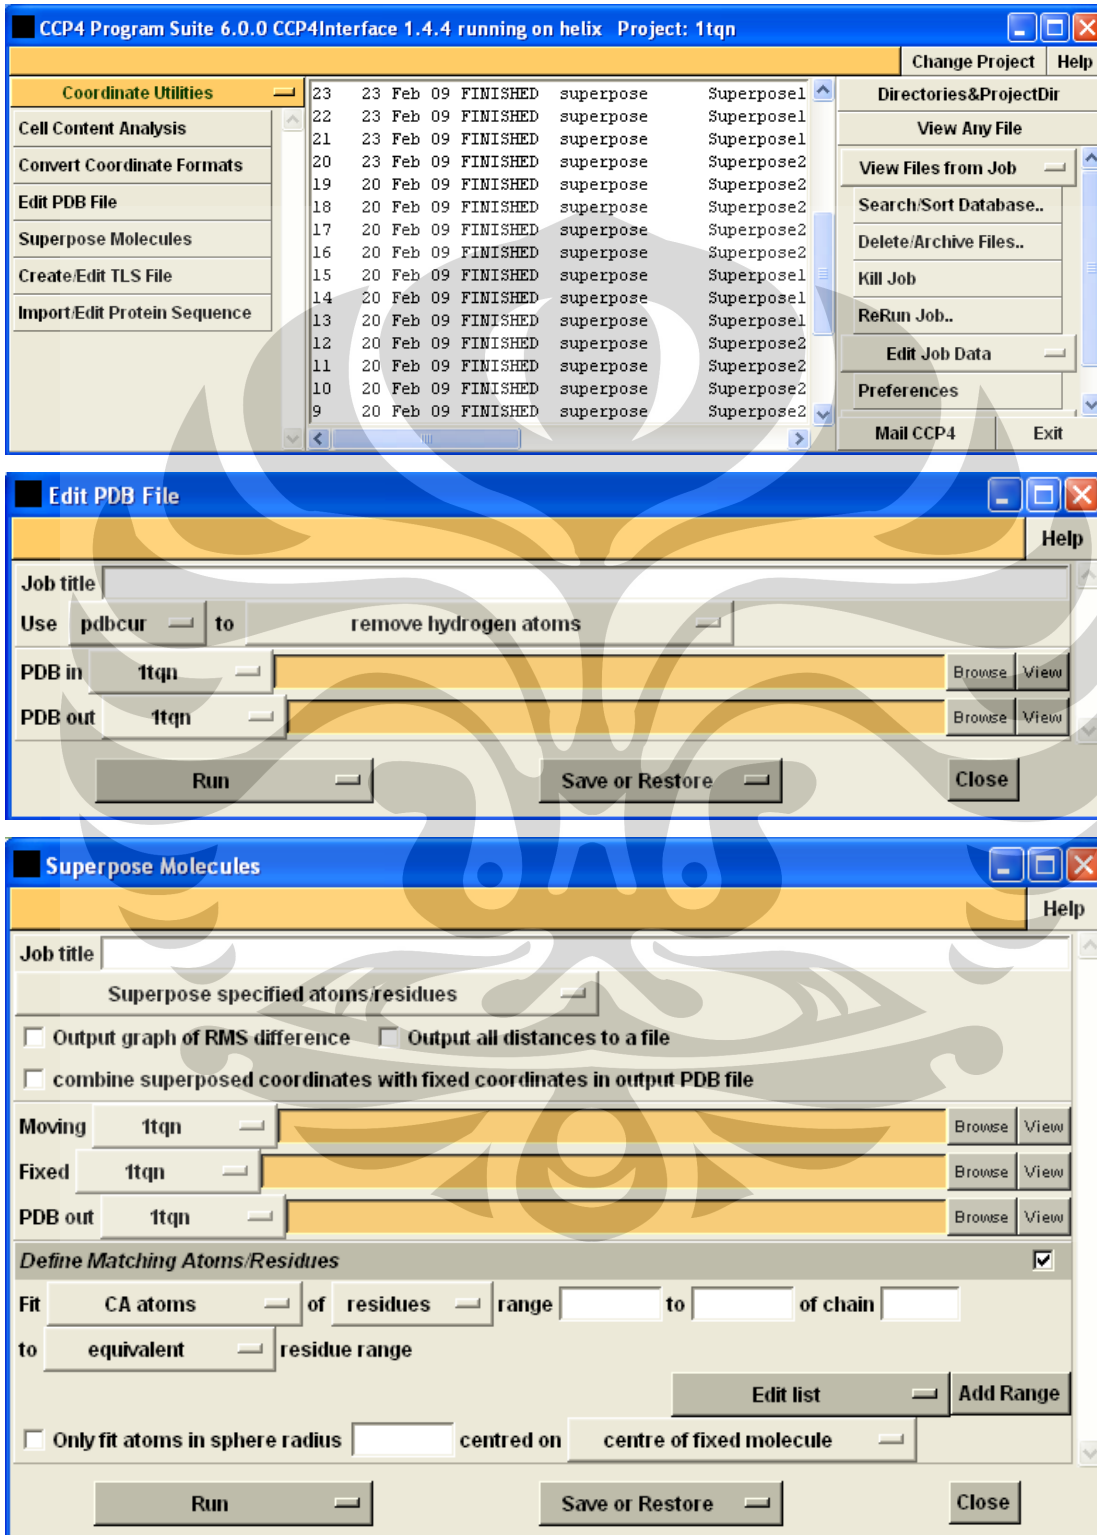 CCP4 Program Suite 6.0.0 CCP4Interface 1.4.4 running on helix Project: 1tqn
Change Project Help
Coordinate Utilities
Cell Content Analysis
Convert Coordinate Formats
Edit PDB File
Superpose Molecules
Create/Edit TLS File
Import/Edit Protein Sequence
23 23 Feb 09 FINISHED superpose Superpose1
22 23 Feb 09 FINISHED superpose Superpose1
21 23 Feb 09 FINISHED superpose Superpose1
20 23 Feb 09 FINISHED superpose Superpose2
19 20 Feb 09 FINISHED superpose Superpose2
18 20 Feb 09 FINISHED superpose Superpose2
17 20 Feb 09 FINISHED superpose Superpose2
16 20 Feb 09 FINISHED superpose Superpose2
15 20 Feb 09 FINISHED superpose Superpose1
14 20 Feb 09 FINISHED superpose Superpose1
13 20 Feb 09 FINISHED superpose Superpose1
12 20 Feb 09 FINISHED superpose Superpose2
11 20 Feb 09 FINISHED superpose Superpose2
10 20 Feb 09 FINISHED superpose Superpose2
9 20 Feb 09 FINISHED superpose Superpose2
Directories&ProjectDir
View Any File
View Files from Job
Search/Sort Database..
Delete/Archive Files..
Kill Job
ReRun Job..
Edit Job Data
Preferences
Mail CCP4 Exit
Edit PDB File
Help
Job title
Use pdbcur to remove hydrogen atoms
PDB in 1tqn Browse View
PDB out 1tqn Browse View
Run Save or Restore Close
Superpose Molecules
Help
Job title
Superpose specified atoms/residues
Output graph of RMS difference Output all distances to a file
combine superposed coordinates with fixed coordinates in output PDB file
Moving 1tqn Browse View
Fixed 1tqn Browse View
PDB out 1tqn Browse View
Define Matching Atoms/Residues
Fit CA atoms of residues range to of chain
to equivalent residue range
Edit list Add Range
Only fit atoms in sphere radius centred on centre of fixed molecule
Run Save or Restore Close